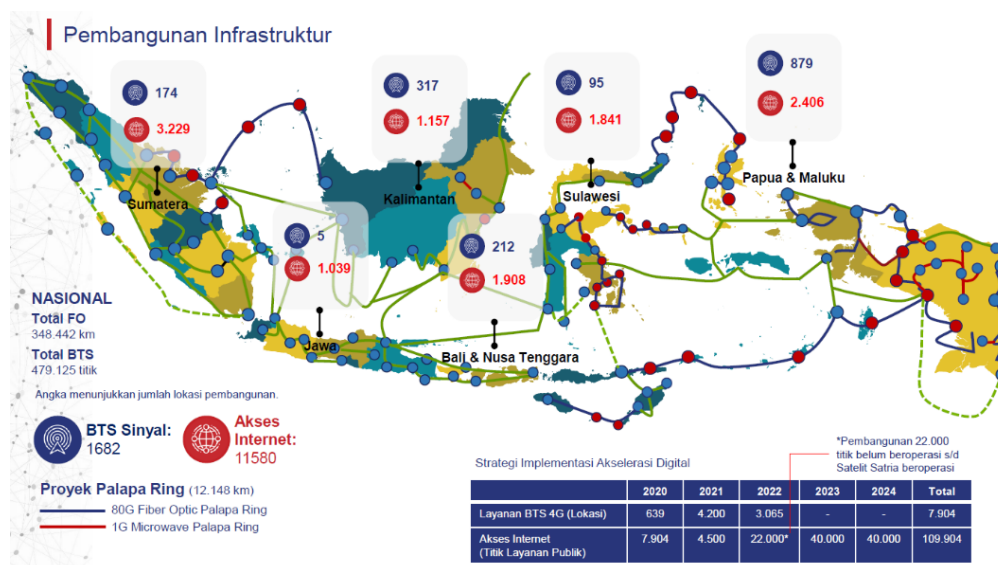 Pembangunan Infrastruktur
174
3.229
Sumatera
317
1.157
Kalimantan
95
1.841
Sulawesi
879
2.406
Papua & Maluku
5
1.039
Jawa
212
1.908
Bali & Nusa Tenggara
NASIONAL
Total FO
348.442 km
Total BTS
479.125 titik
Angka menunjukkan jumlah lokasi pembangunan.
BTS Sinyal:
1682
Akses
Internet:
11580
Proyek Palapa Ring (12.148 km)
80G Fiber Optic Palapa Ring
1G Microwave Palapa Ring
*Pembangunan 22.000
titik belum beroperasi s/d
Satelit Satria beroperasi
Strategi Implementasi Akselerasi Digital
2020 2021 2022 2023 2024 Total
Layanan BTS 4G (Lokasi) 639 4.200 3.065 - - 7.904
Akses Internet
(Titik Layanan Publik) 7.904 4.500 22.000* 40.000 40.000 109.904